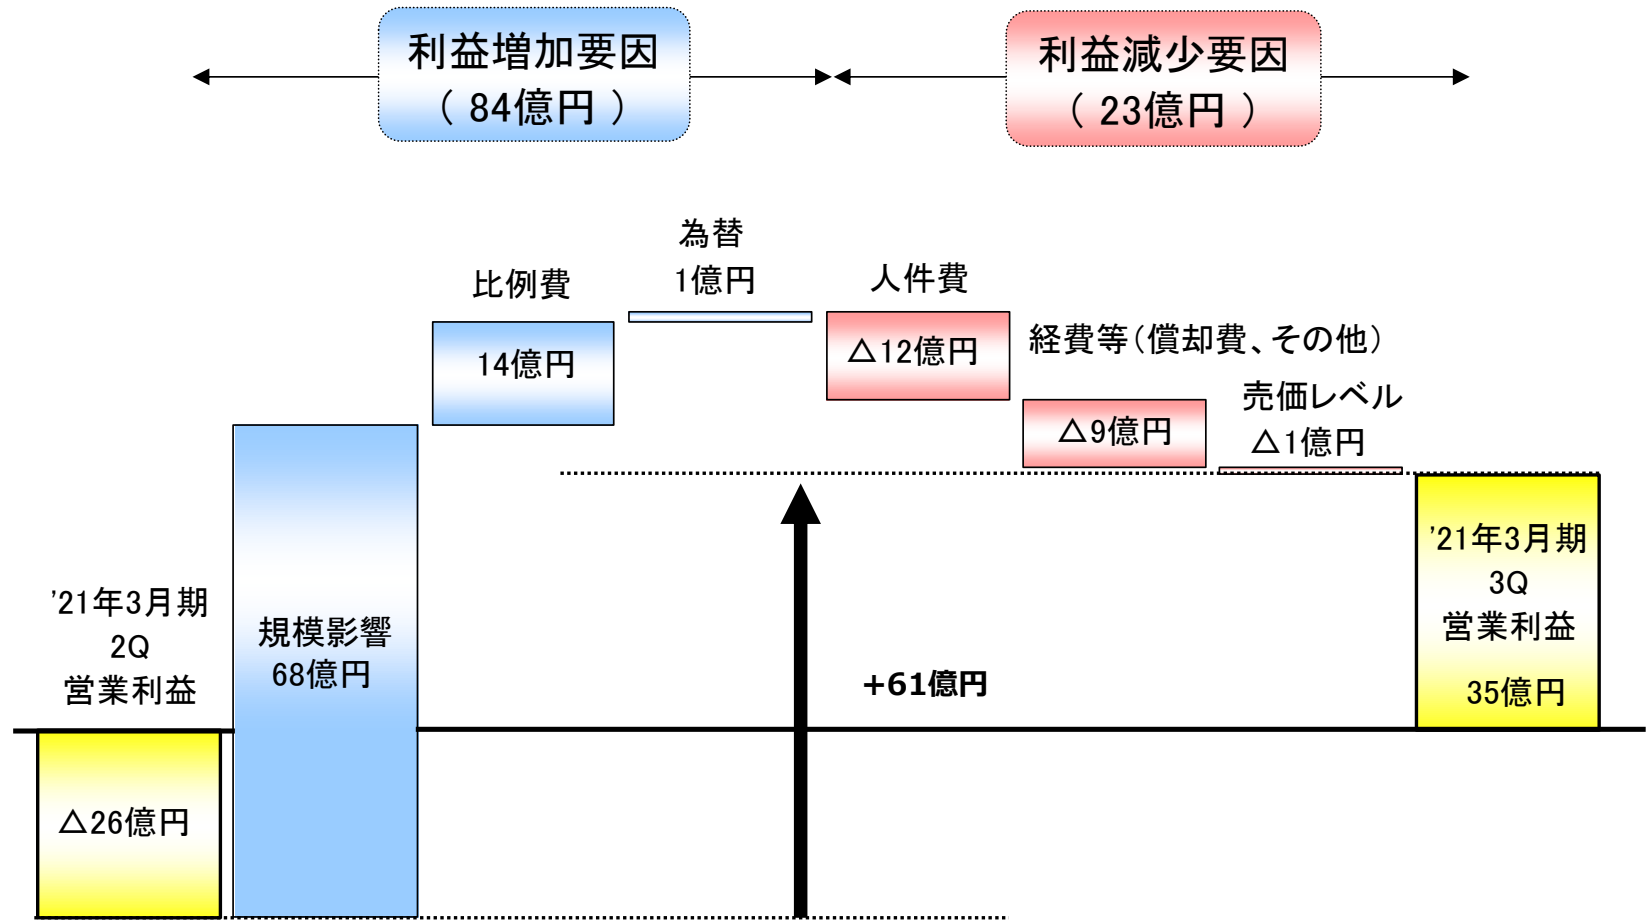 利益増加要因
（ 84億円 ）
利益減少要因
（ 23億円 ）
為替
1億円
比例費
14億円
人件費
△12億円
経費等（償却費、その他）
△9億円
売価レベル
△1億円
'21年3月期
2Q
営業利益
△26億円
規模影響
68億円
+61億円
'21年3月期
3Q
営業利益
35億円